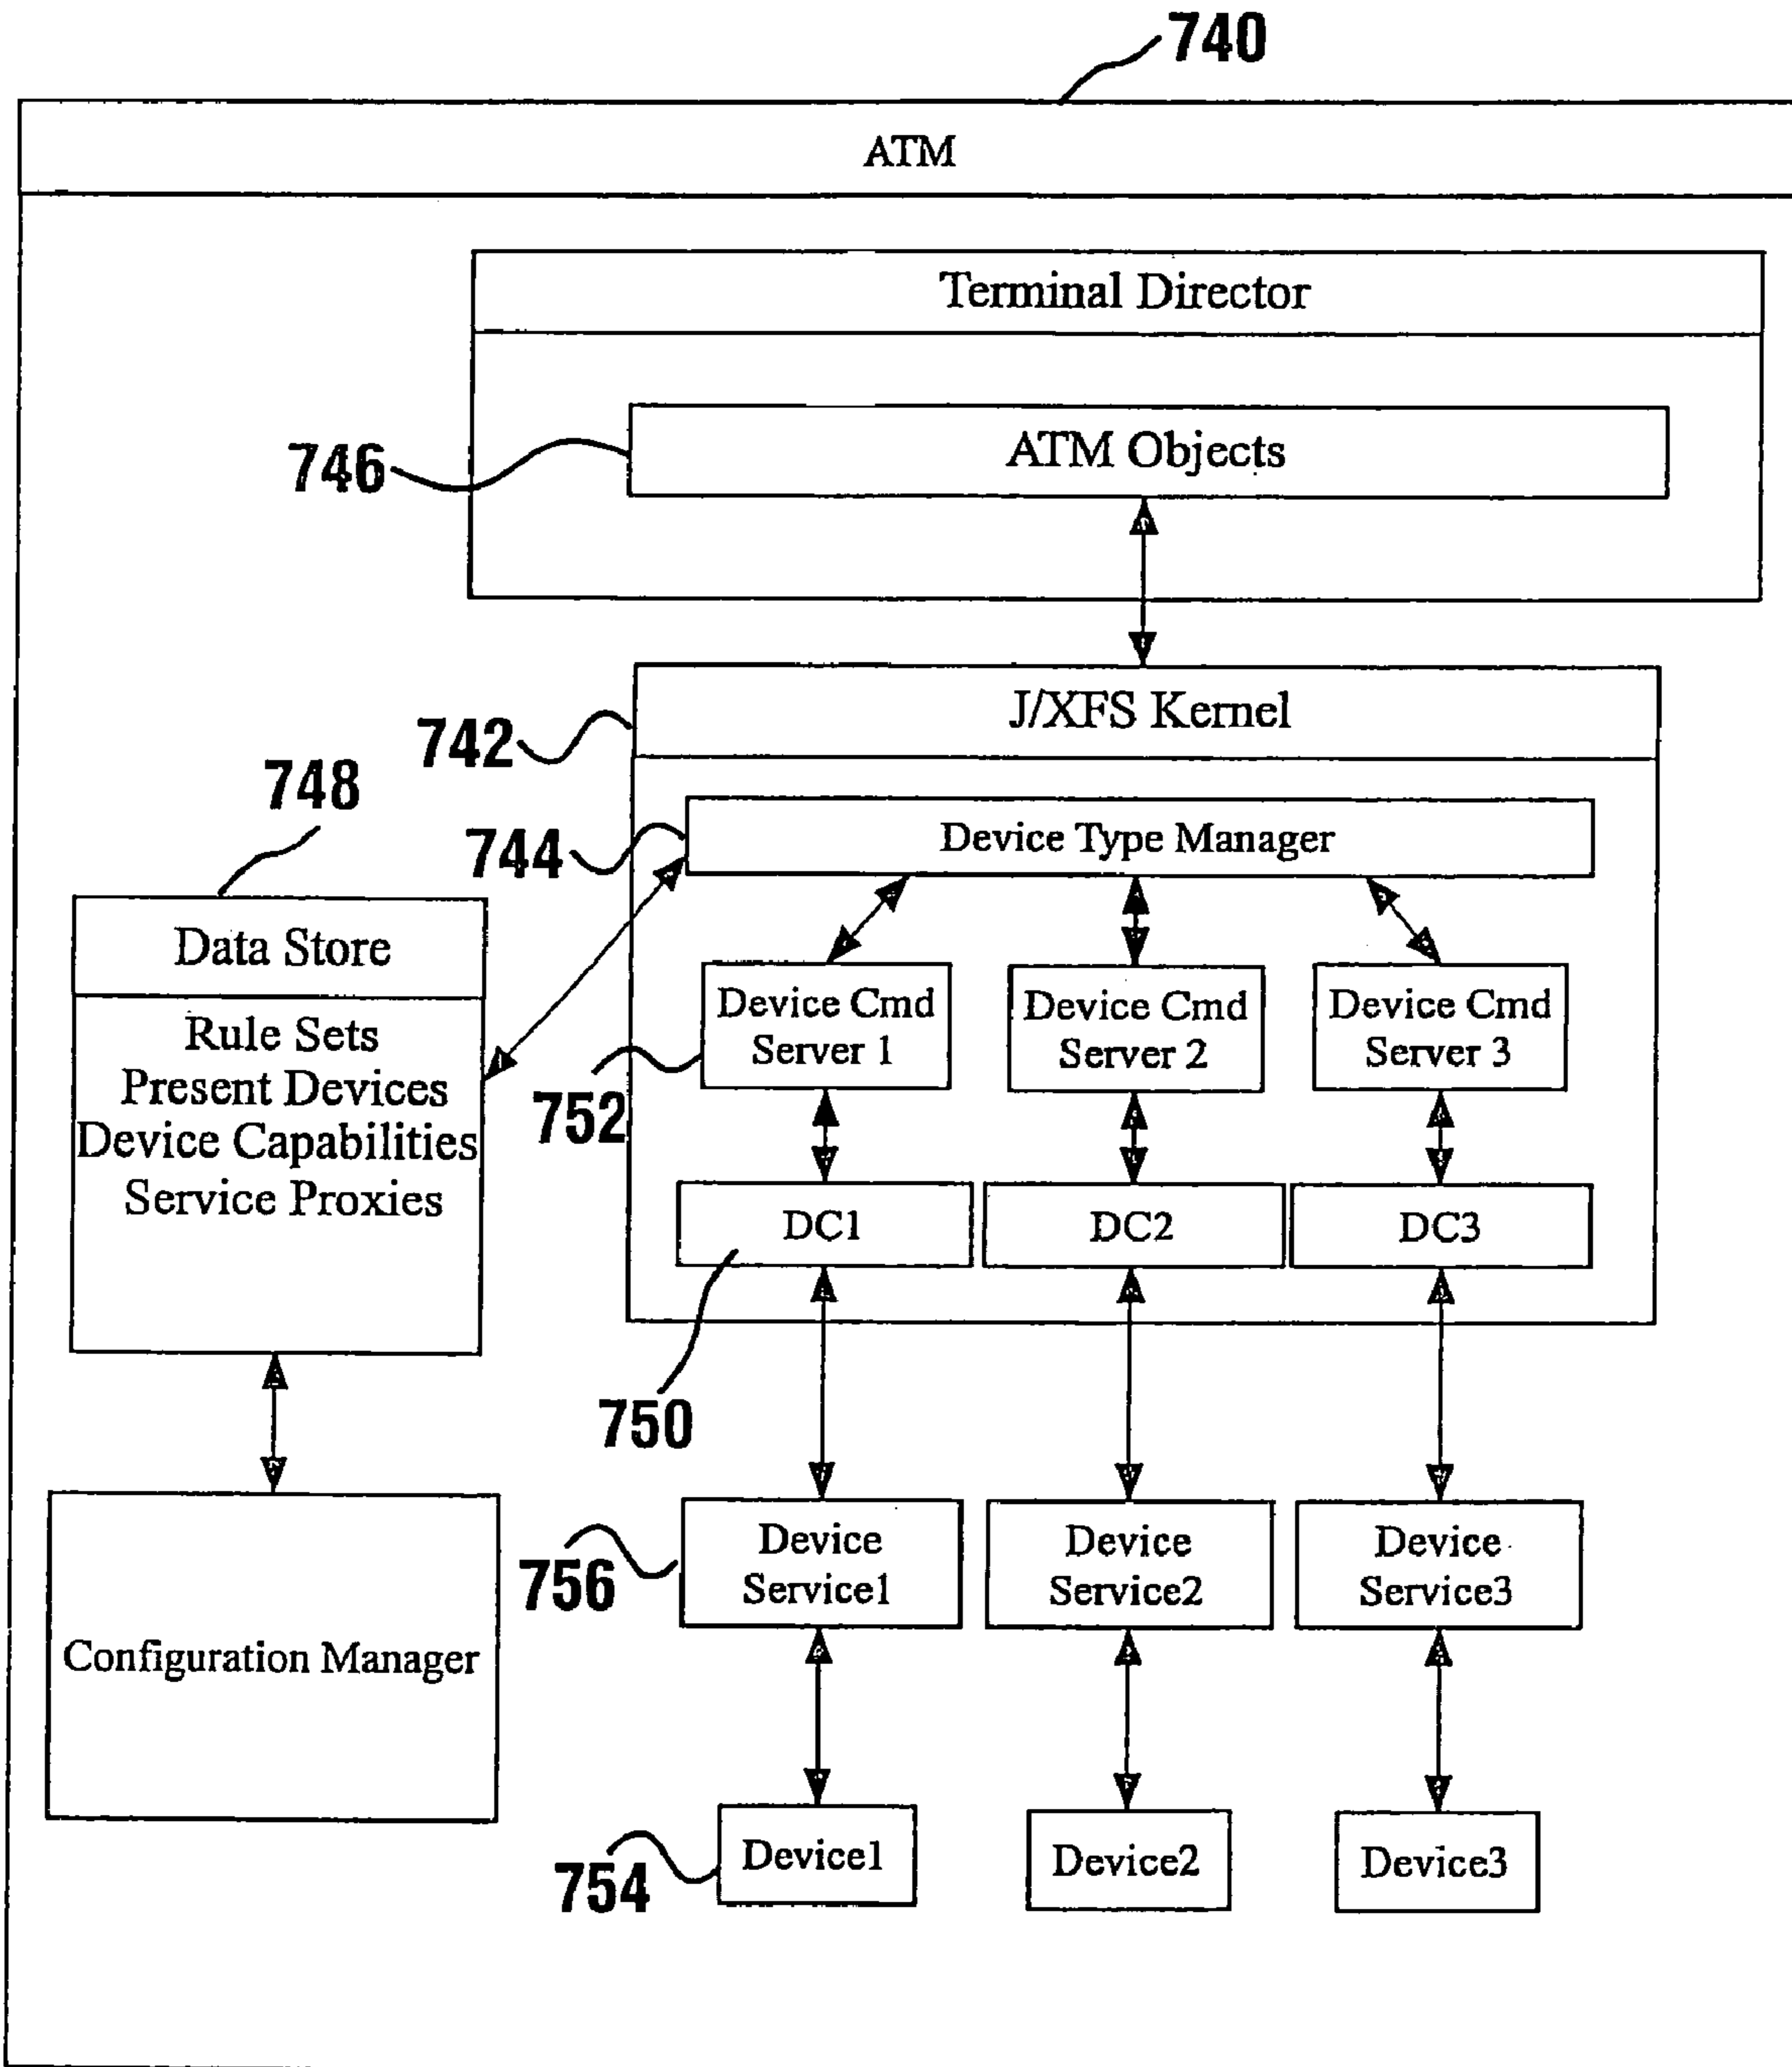 740
ATM
Terminal Director
746
ATM Objects
742
J/XFS Kernel
748
744
Device Type Manager
Data Store
Rule Sets
Present Devices
Device Capabilities
Service Proxies
752
Device Cmd
Server 1
Device Cmd
Server 2
Device Cmd
Server 3
DC1
DC2
DC3
750
Configuration Manager
756
Device
Service1
Device
Service2
Device
Service3
754
Device1
Device2
Device3